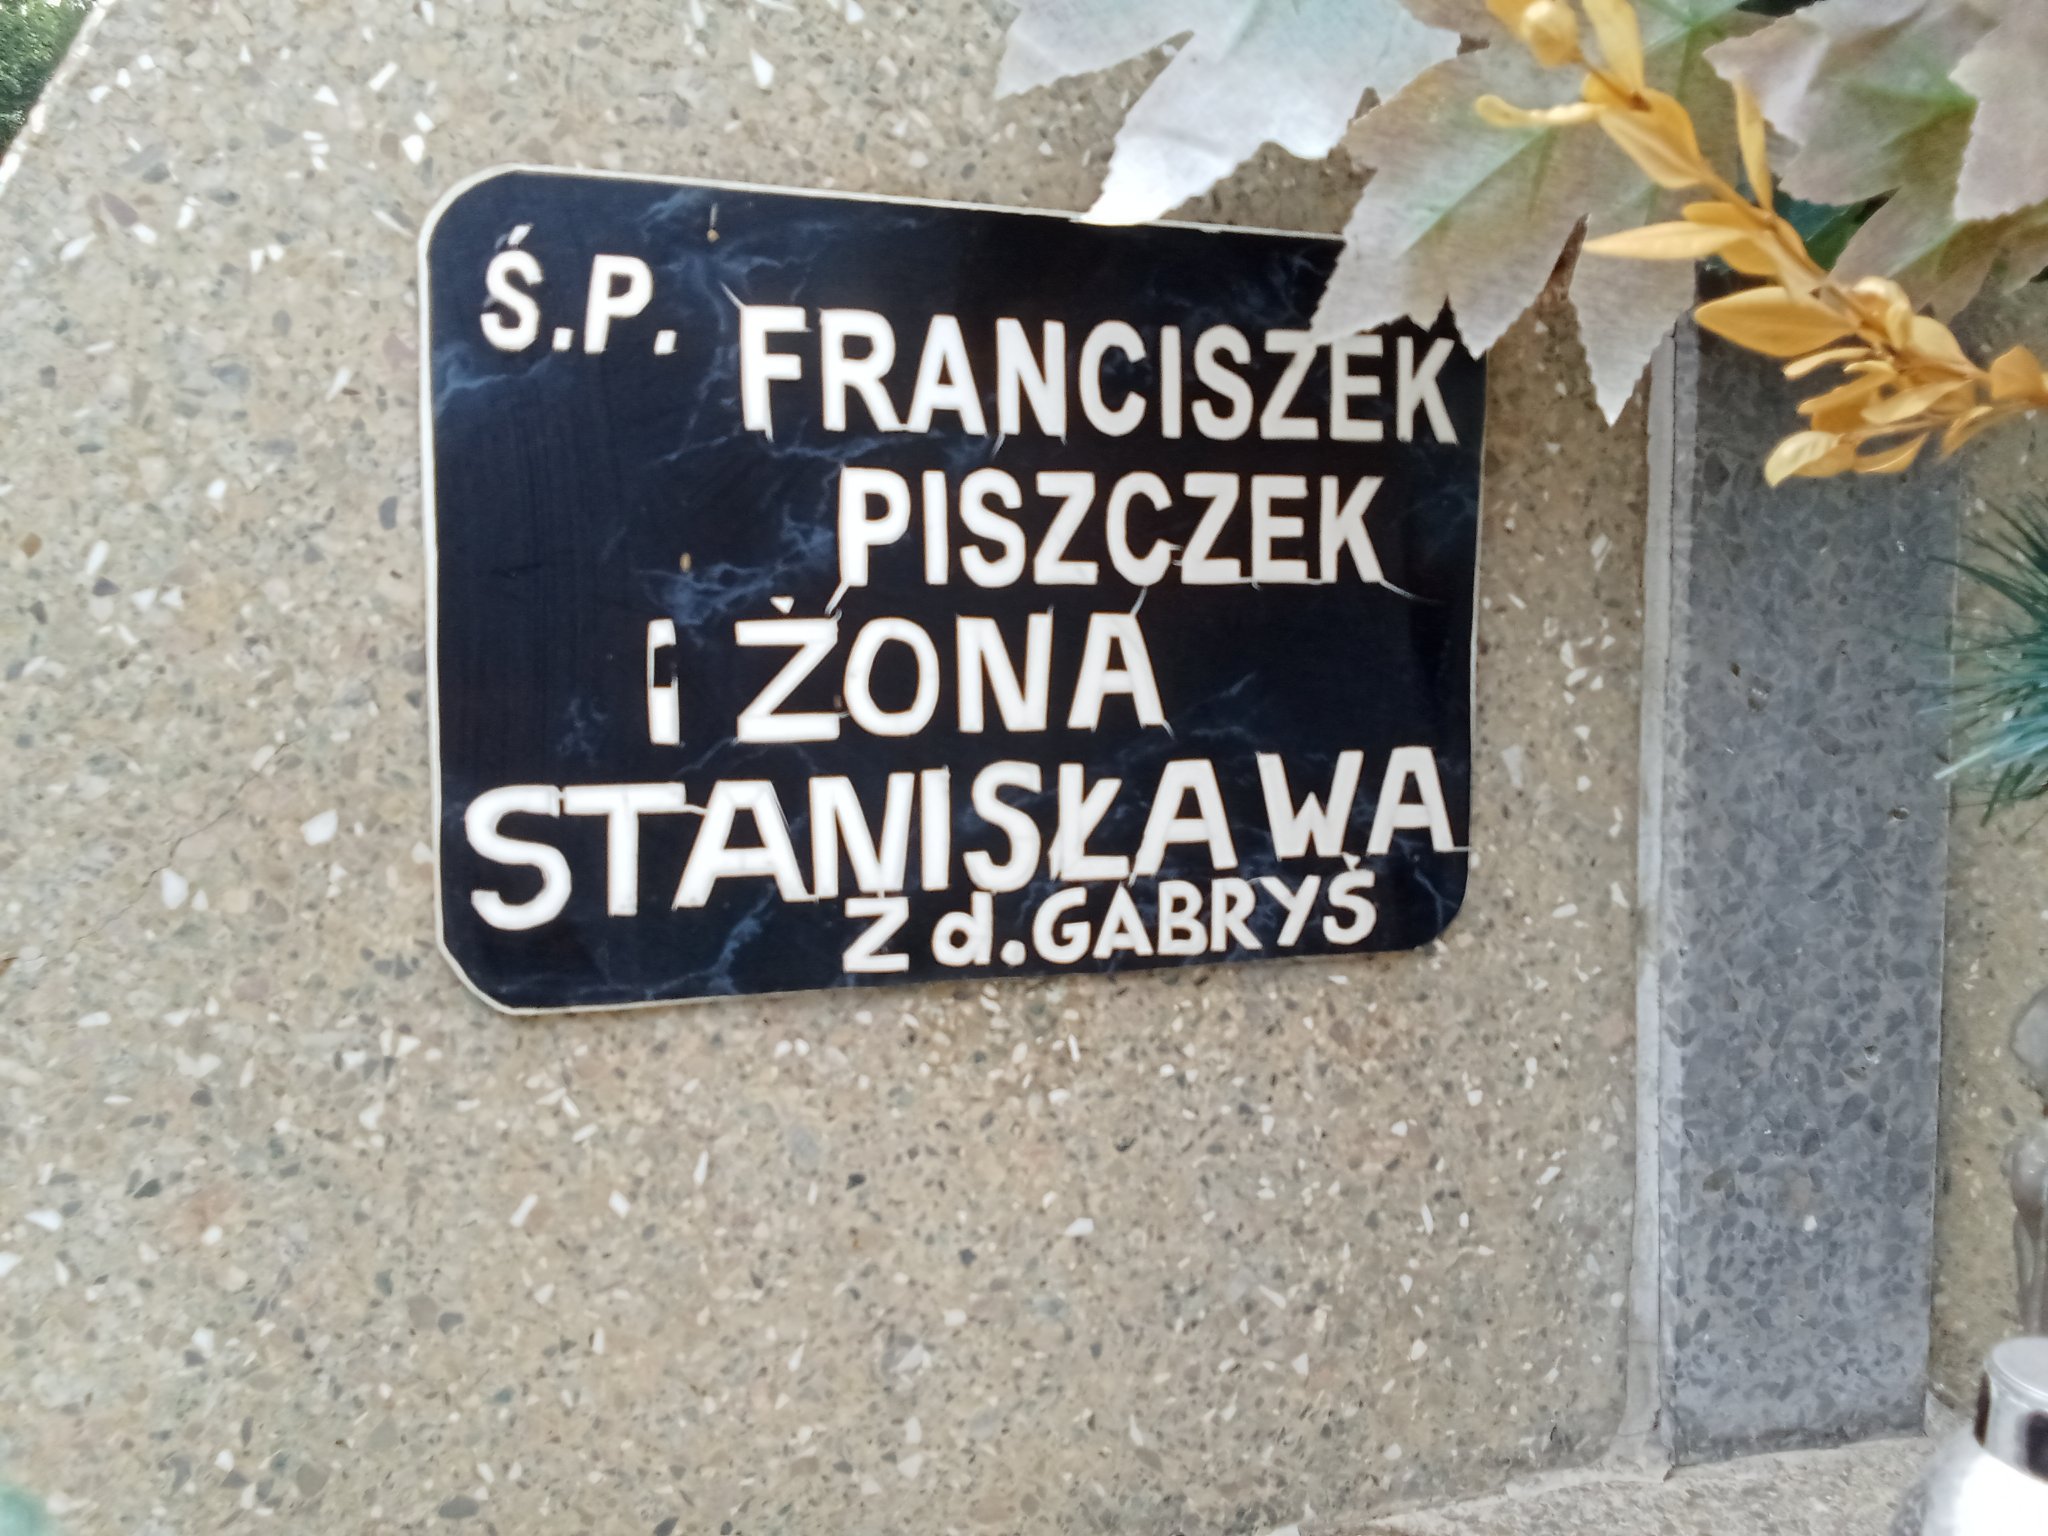 Ś.P. FRANCISZEK
PISZCZEK
i ŻONA
STANISŁAWA
Z d. GABRYŚ